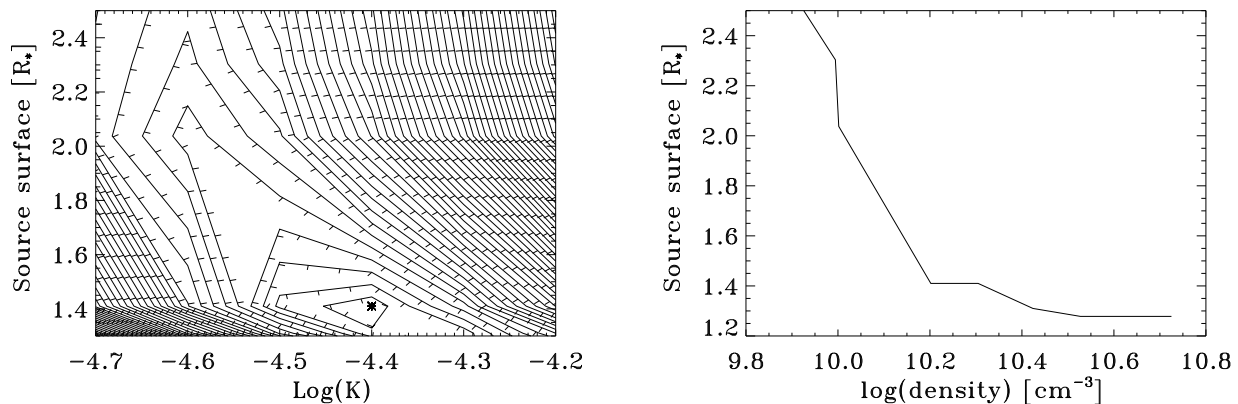 Source surface [R*]
2.4
2.2
2.0
1.8
1.6
1.4
−4.7 −4.6 −4.5 −4.4 −4.3 −4.2
Log(K)
Source surface [R*]
2.4
2.2
2.0
1.8
1.6
1.4
1.2
9.8 10.0 10.2 10.4 10.6 10.8
log(density) [cm⁻³]